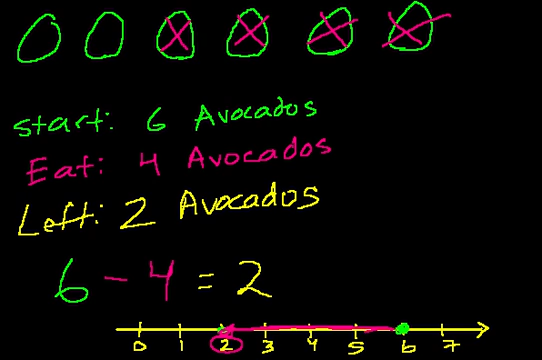 start: 6 Avocados
Eat: 4 Avocados
Left: 2 Avocados
6 - 4 = 2
0 1 2 3 4 5 6 7